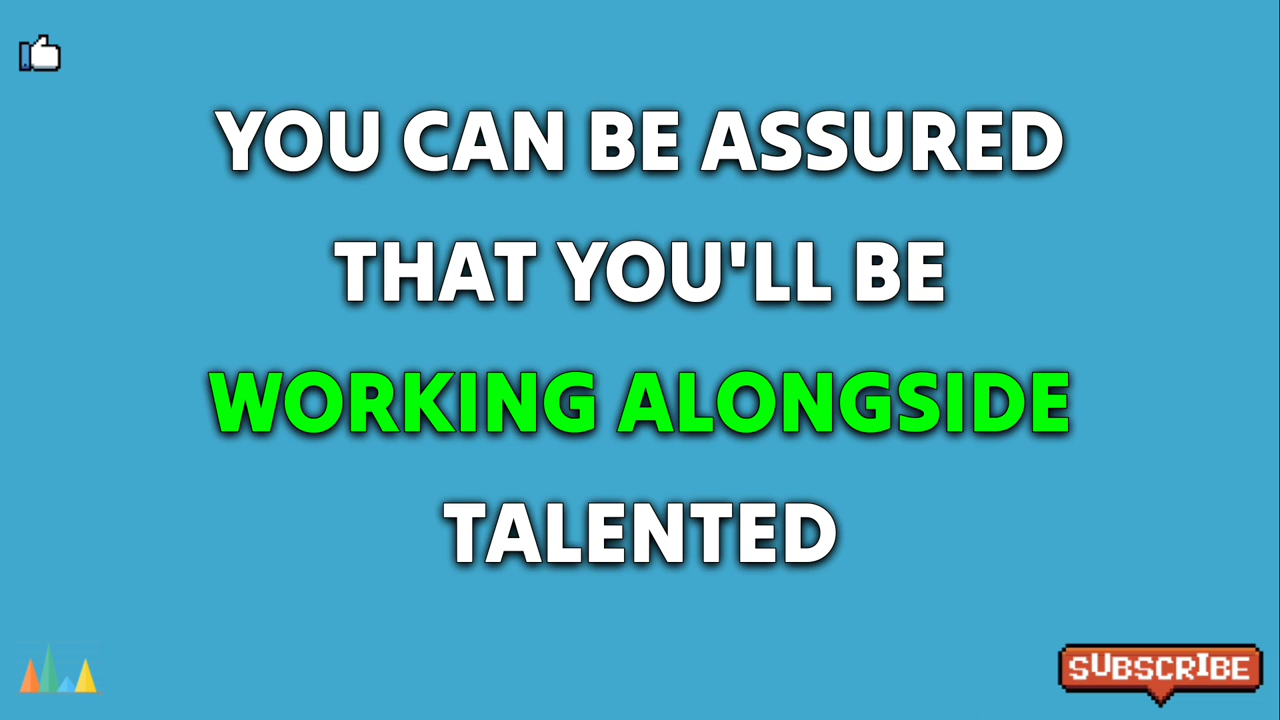 YOU CAN BE ASSURED
THAT YOU'LL BE
WORKING ALONGSIDE
TALENTED
SUBSCRIBE